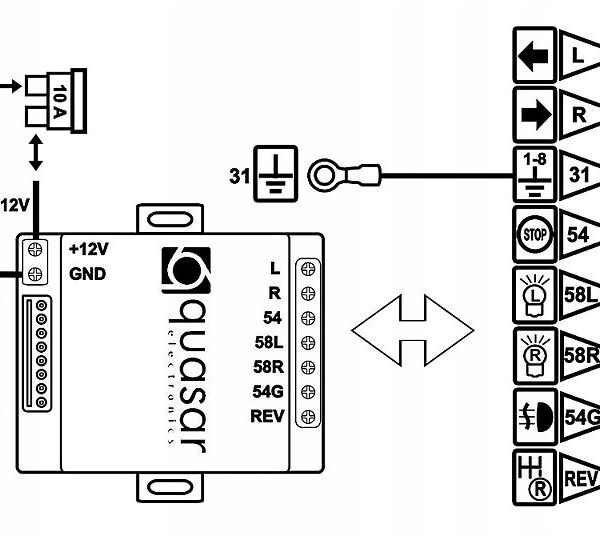 10 A
12V
+12V
GND
quasar
electronics
L
R
54
58L
58R
54G
REV
31
L
R
1-8
31
STOP
54
L
58L
R
58R
54G
R
REV